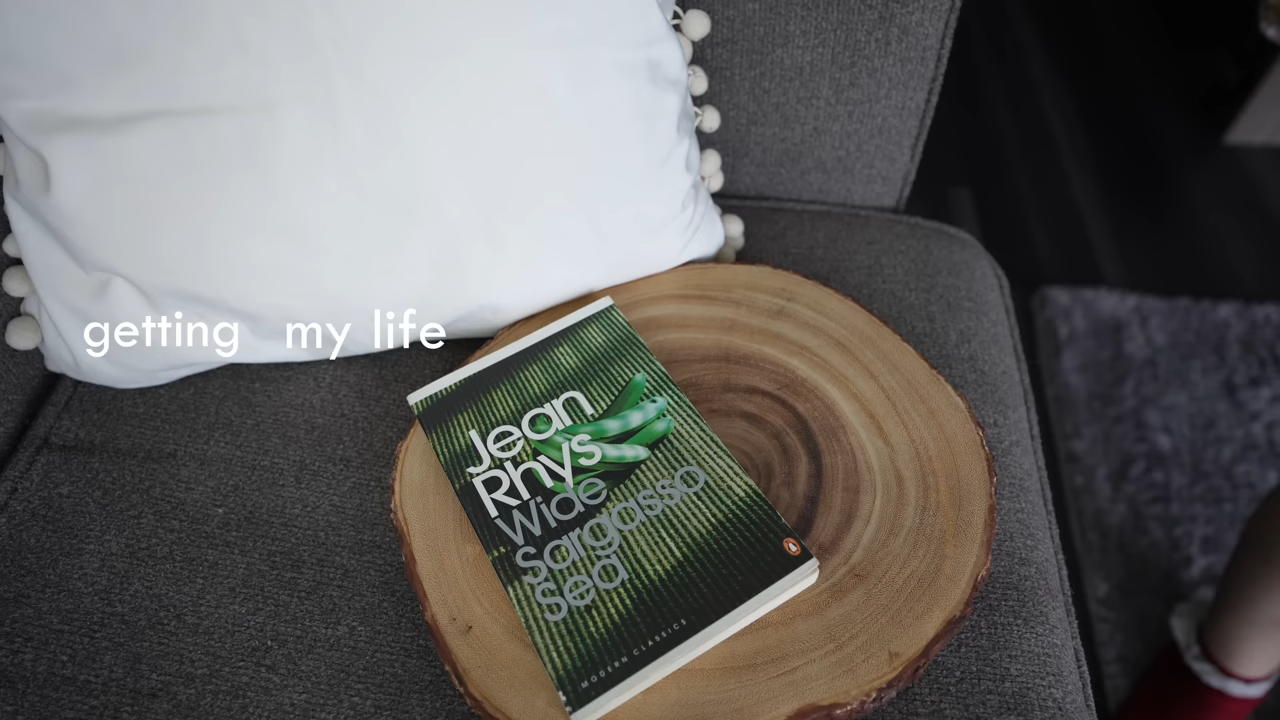 getting my life
Jean
Rhys
Wide
Sargasso
Sea
MODERN CLASSICS